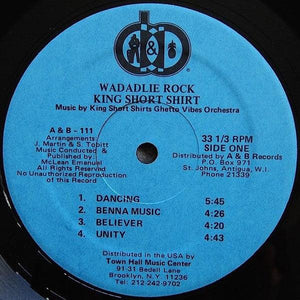 A & B
WADADLIE ROCK
KING SHORT SHIRT
Music by King Short Shirts Ghetto Vibes Orchestra
A & B - 111
Arrangements:
J. Martin & S. Tobitt
Music Conducted &
Published by:
McLean Emanuel
All Rights Reserved
No Unauthorized Reproduction
of this Record
33 1/3 RPM
SIDE ONE
Distributed by A & B Records
P.O. Box 971
St. Johns, Antigua, W.I.
Phone 21339
1 DANCING 5:45
2 BENNA MUSIC 4:26
3 BELIEVER 4:20
4 UNITY 4:43
Distributed in the USA by
Town Hall Music Center
91-31 Bedell Lane
Brooklyn, N.Y. 11236
Tel: 212-242-9702